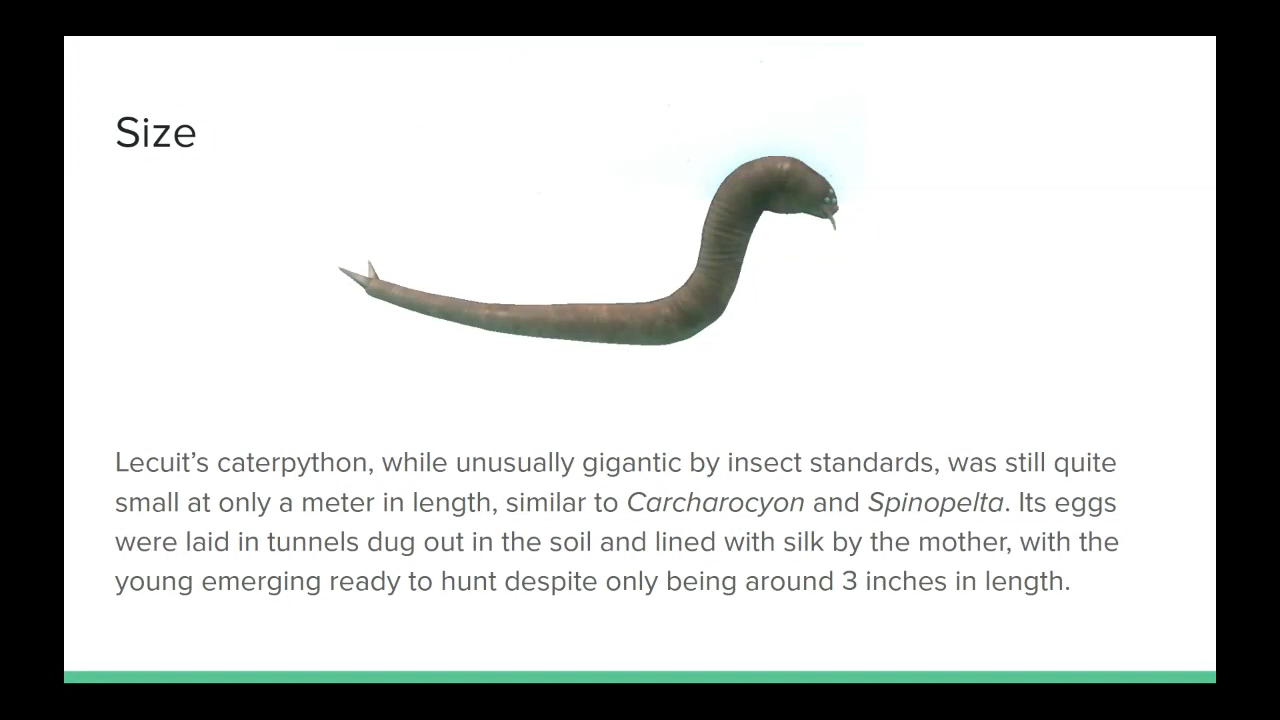 Size
Lecuit’s caterpython, while unusually gigantic by insect standards, was still quite
small at only a meter in length, similar to Carcharocyon and Spinopelta. Its eggs
were laid in tunnels dug out in the soil and lined with silk by the mother, with the
young emerging ready to hunt despite only being around 3 inches in length.